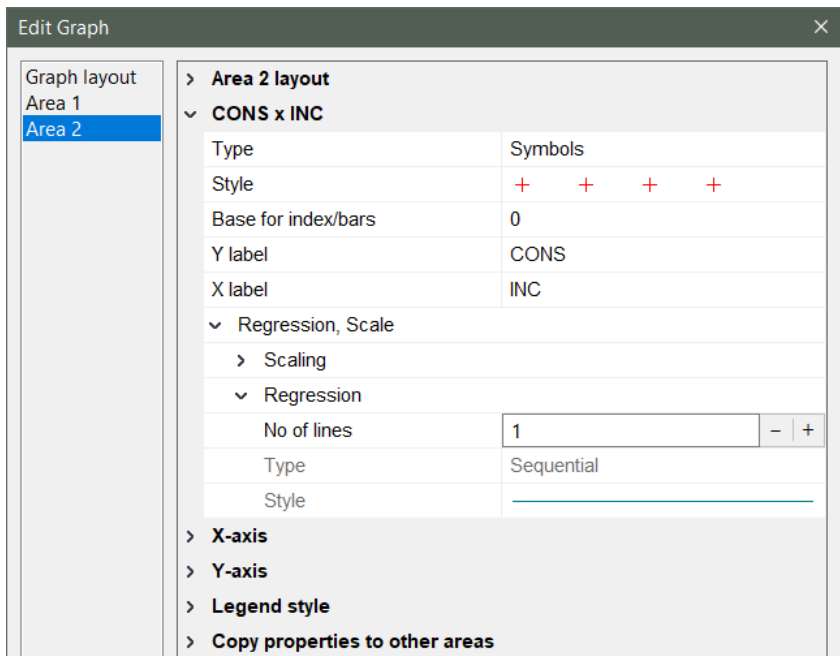 Edit Graph
Graph layout
Area 1
Area 2
Area 2 layout
CONS x INC
Type Symbols
Style
Base for index/bars 0
Y label CONS
X label INC
Regression, Scale
Scaling
Regression
No of lines 1 − +
Type Sequential
Style
X-axis
Y-axis
Legend style
Copy properties to other areas